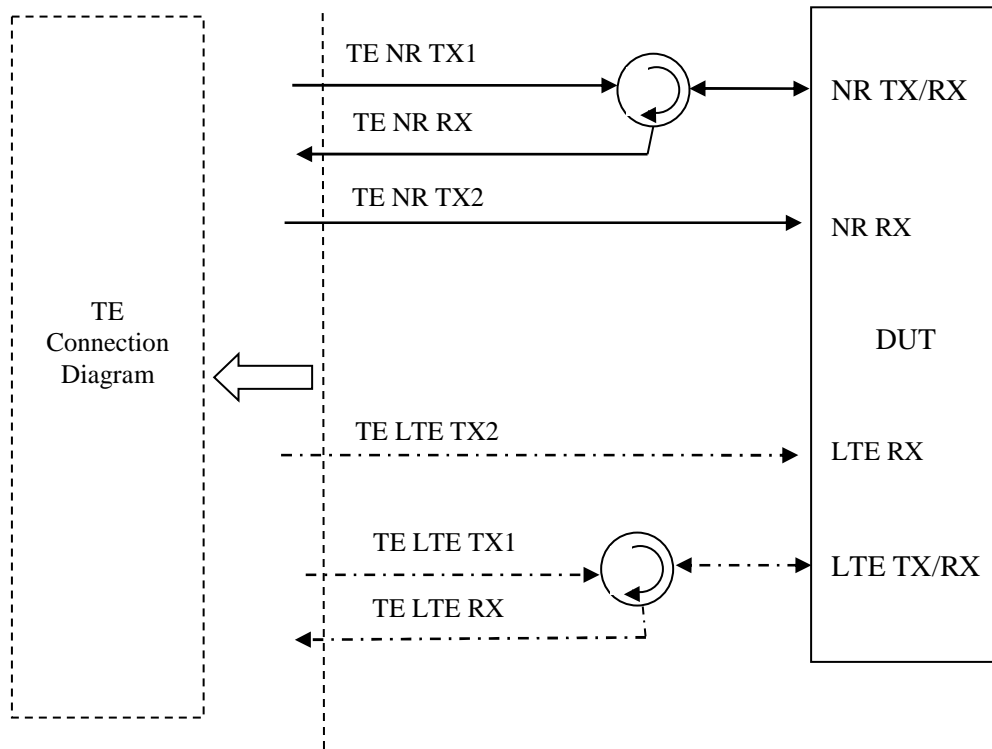 TE NR TX1
NR TX/RX
TE NR RX
TE NR TX2
NR RX
TE
Connection
Diagram
DUT
TE LTE TX2
LTE RX
TE LTE TX1
LTE TX/RX
TE LTE RX